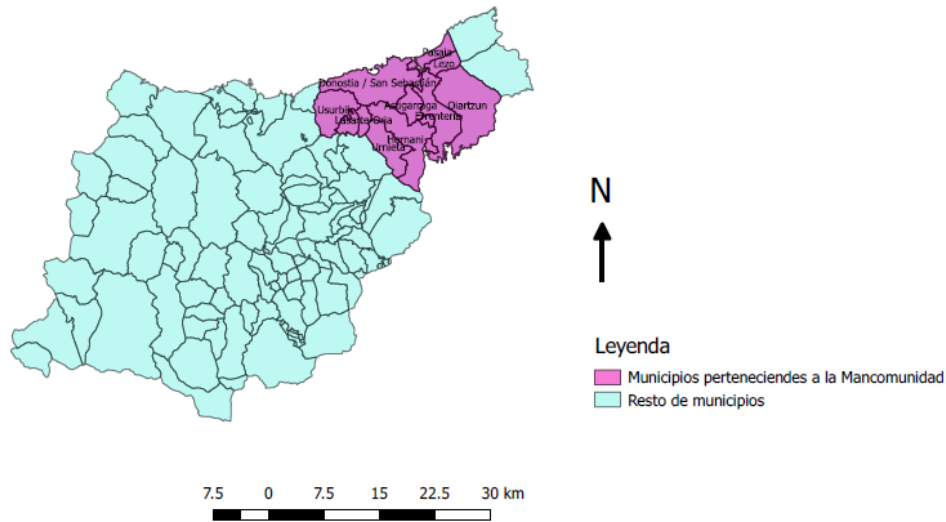 Pasaia
Lezo
Donostia / San Sebastián
Usurbil
Astigarraga
Oiartzun
Errenteria
Lasarte-Oria
Hernani
Urnieta
N
Leyenda
Municipios perteneciendes a la Mancomunidad
Resto de municipios
7.5 0 7.5 15 22.5 30 km